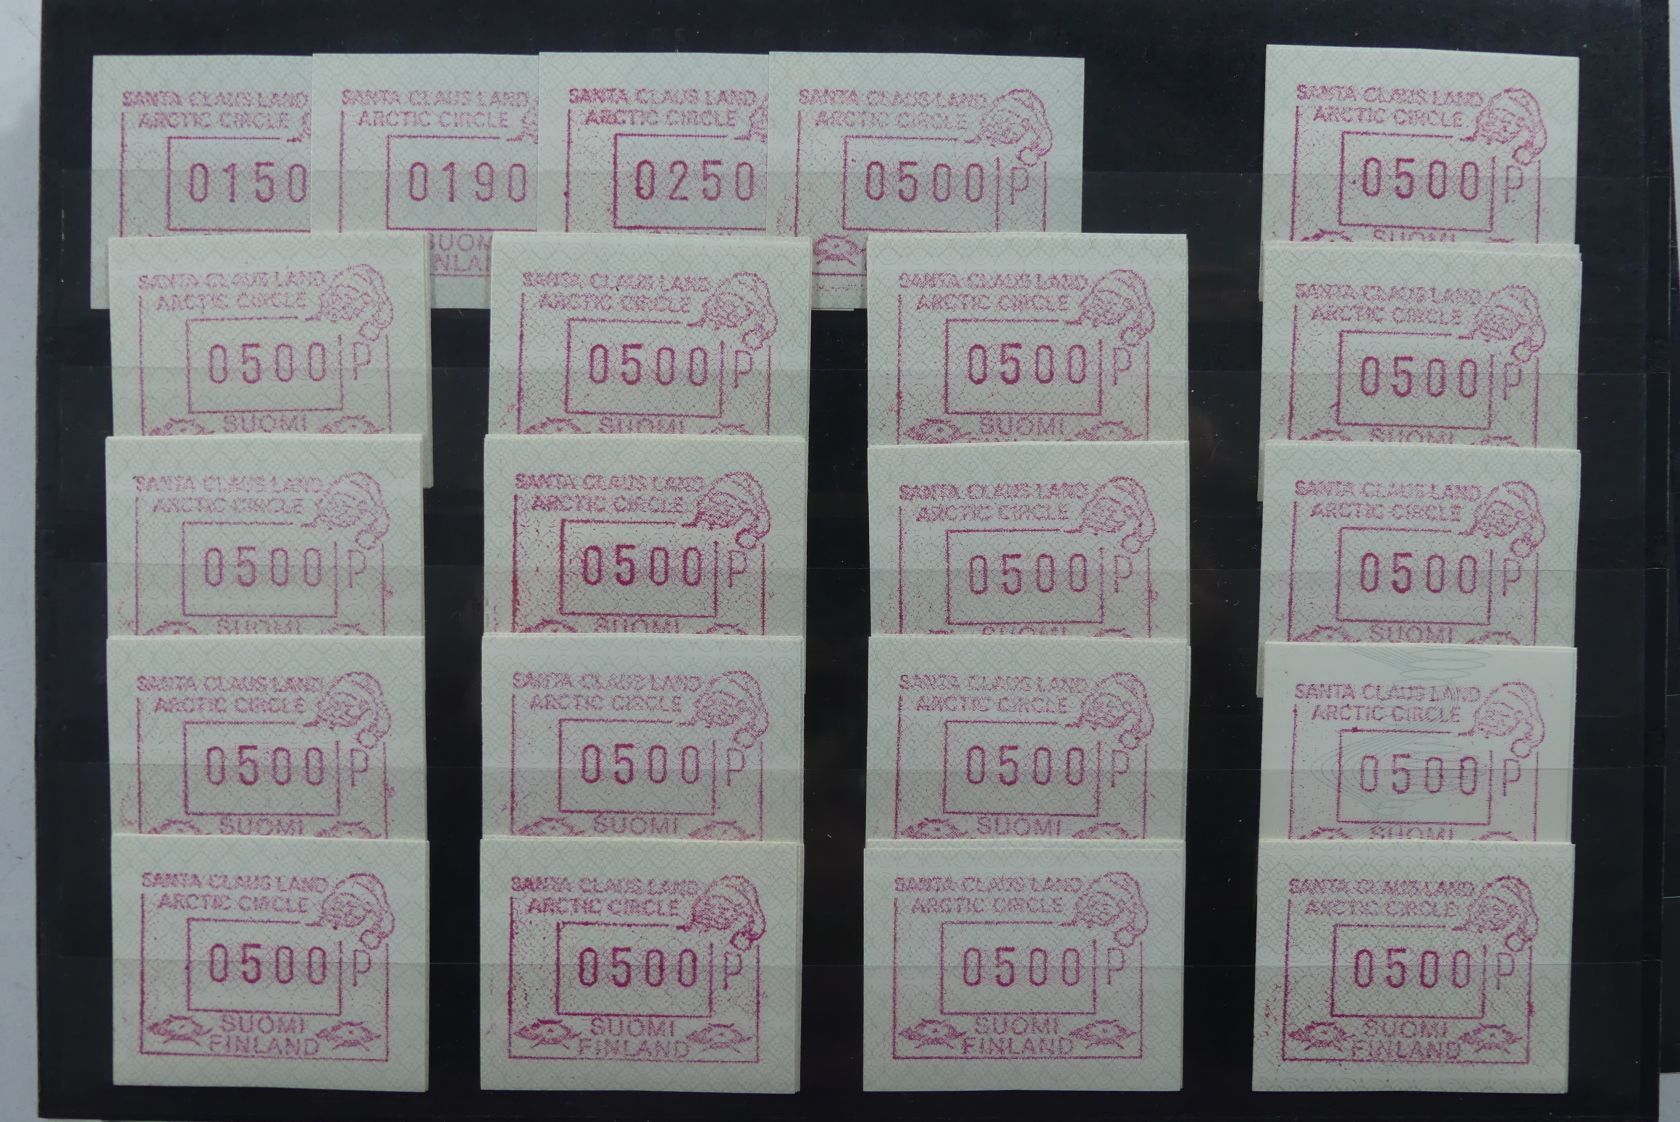 SANTA CLAUS LAND
ARCTIC CIRCLE
0150
SANTA CLAUS LAND
ARCTIC CIRCLE
0190
SUOM
INLA
SANTA CLAUS LAND
ARCTIC CIRCLE
0250
SANTA CLAUS LAND
ARCTIC CIRCLE
0500 P
SANTA CLAUS LAND
ARCTIC CIRCLE
0500 P
SUOMI
SANTA CLAUS LAND
ARCTIC CIRCLE
0500 P
SUOMI
SANTA CLAUS LAND
ARCTIC CIRCLE
0500 P
SUOMI
SANTA CLAUS LAND
ARCTIC CIRCLE
0500 P
SUOMI
SANTA CLAUS LAND
ARCTIC CIRCLE
0500 P
SUOMI
SANTA CLAUS LAND
ARCTIC CIRCLE
0500 P
SUOMI
SANTA CLAUS LAND
ARCTIC CIRCLE
0500 P
SUOMI
SANTA CLAUS LAND
ARCTIC CIRCLE
0500 P
SUOMI
SANTA CLAUS LAND
ARCTIC CIRCLE
0500 P
SUOMI
SANTA CLAUS LAND
ARCTIC CIRCLE
0500 P
SUOMI
SANTA CLAUS LAND
ARCTIC CIRCLE
0500 P
SUOMI
SANTA CLAUS LAND
ARCTIC CIRCLE
0500 P
SUOMI
SANTA CLAUS LAND
ARCTIC CIRCLE
0500 P
SUOMI
SANTA CLAUS LAND
ARCTIC CIRCLE
0500 P
SUOMI
FINLAND
SANTA CLAUS LAND
ARCTIC CIRCLE
0500 P
SUOMI
FINLAND
SANTA CLAUS LAND
ARCTIC CIRCLE
0500 P
SUOMI
FINLAND
SANTA CLAUS LAND
ARCTIC CIRCLE
0500 P
SUOMI
FINLAND